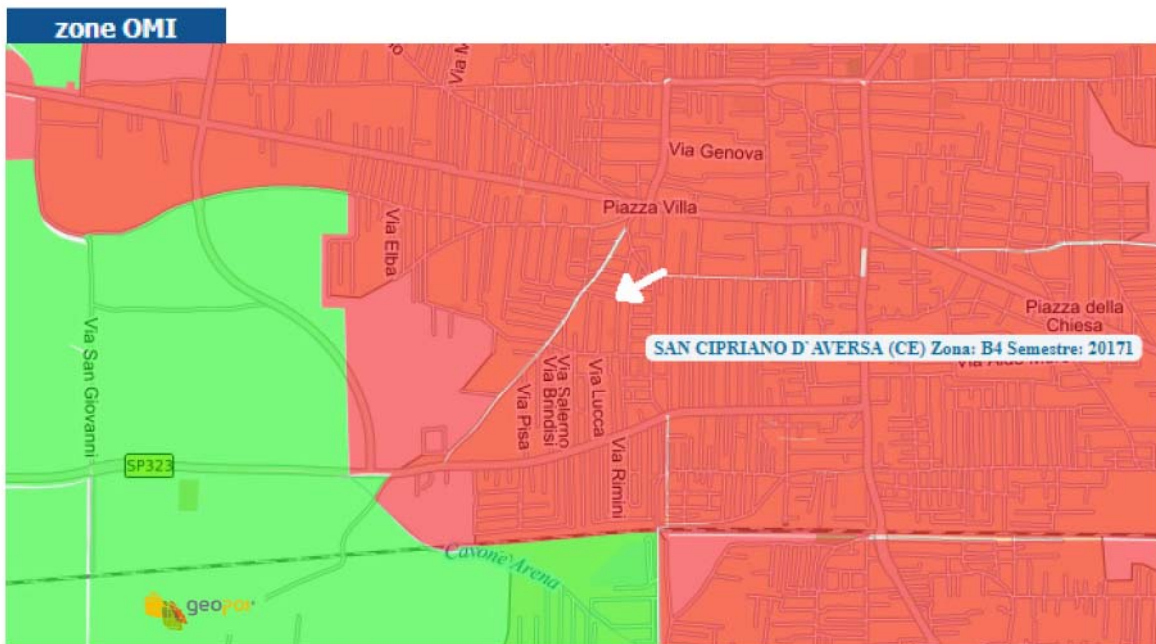 zone OMI
Via Genova
Piazza Villa
Via Elba
Piazza della
Chiesa
SAN CIPRIANO D`AVERSA (CE) Zona: B4 Semestre: 20171
Via San Giovanni
Via Pisa
Via Brindisi
Via Salerno
Via Lucca
Via Rimini
SP323
Cavone Arena
geopoi